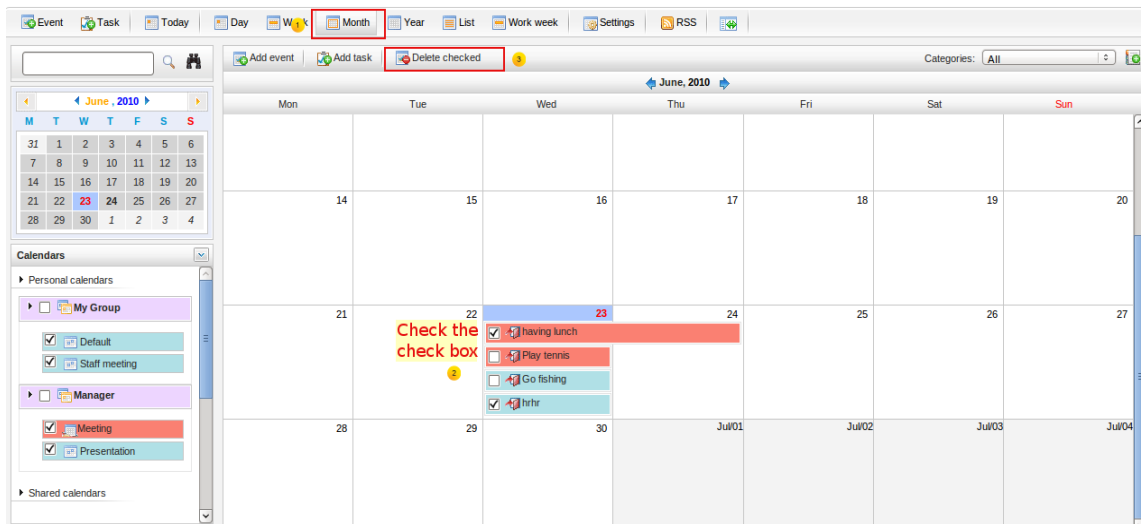 Event Task Today Day W 1 k Month Year List Work week Settings RSS
Add event Add task Delete checked 3 Categories: All
June, 2010
Mon Tue Wed Thu Fri Sat Sun
June , 2010
M T W T F S S
31 1 2 3 4 5 6
7 8 9 10 11 12 13
14 15 16 17 18 19 20
21 22 23 24 25 26 27
28 29 30 1 2 3 4
Calendars
Personal calendars
My Group
Default
Staff meeting
Manager
Meeting
Presentation
Shared calendars
14 15 16 17 18 19 20
21 22 23 24 25 26 27
Check the
check box
2
having lunch
Play tennis
Go fishing
hrhr
28 29 30 Jul/01 Jul/02 Jul/03 Jul/04